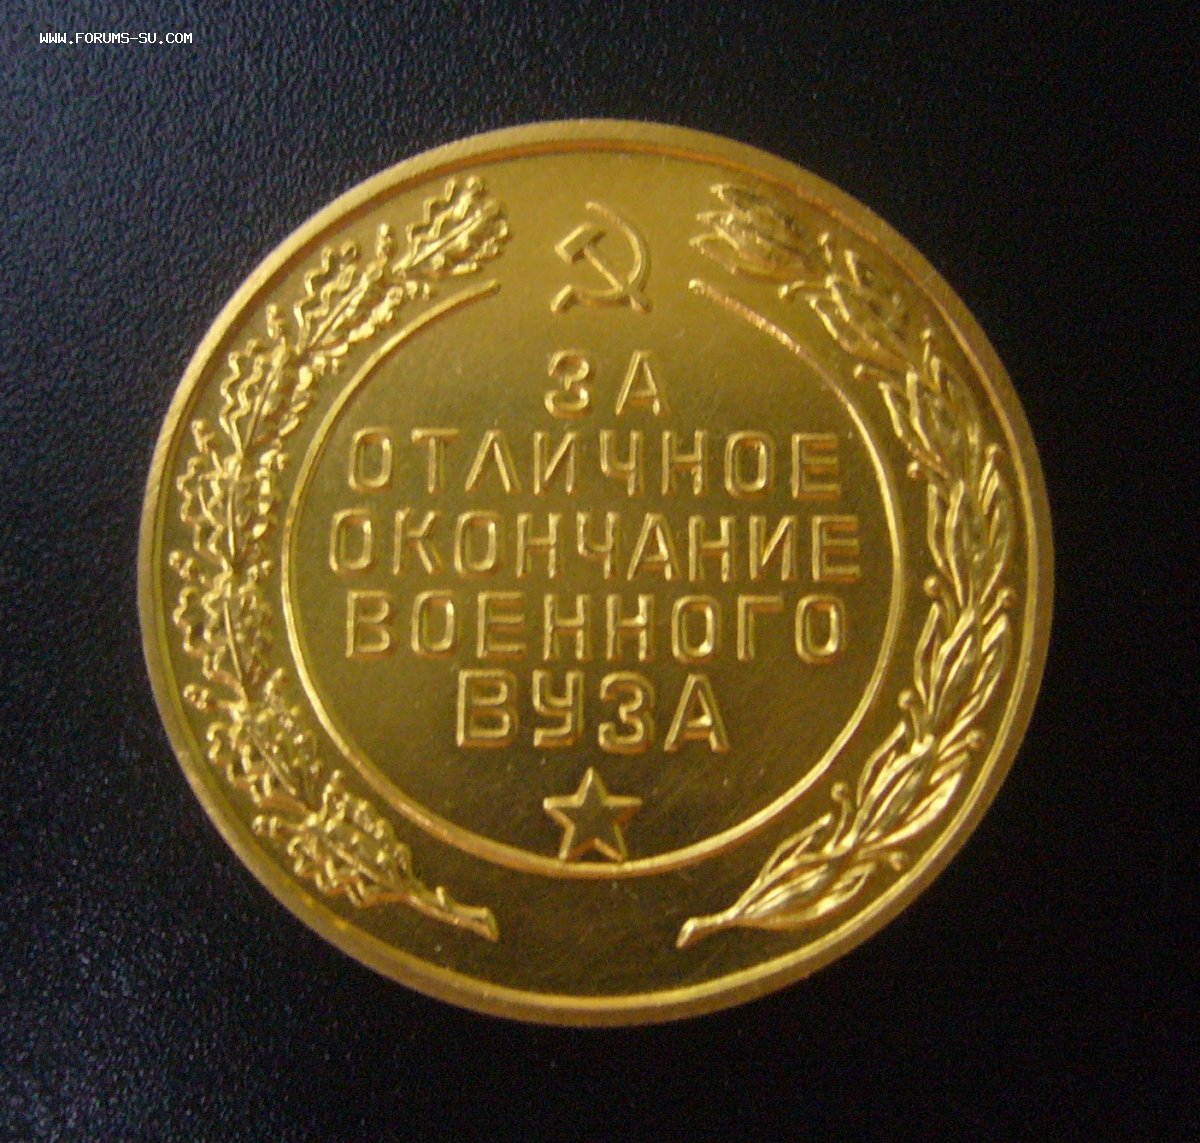 WWW.FORUMS-SU.COM
ЗА
ОТЛИЧНОЕ
ОКОНЧАНИЕ
ВОЕННОГО
ВУЗА